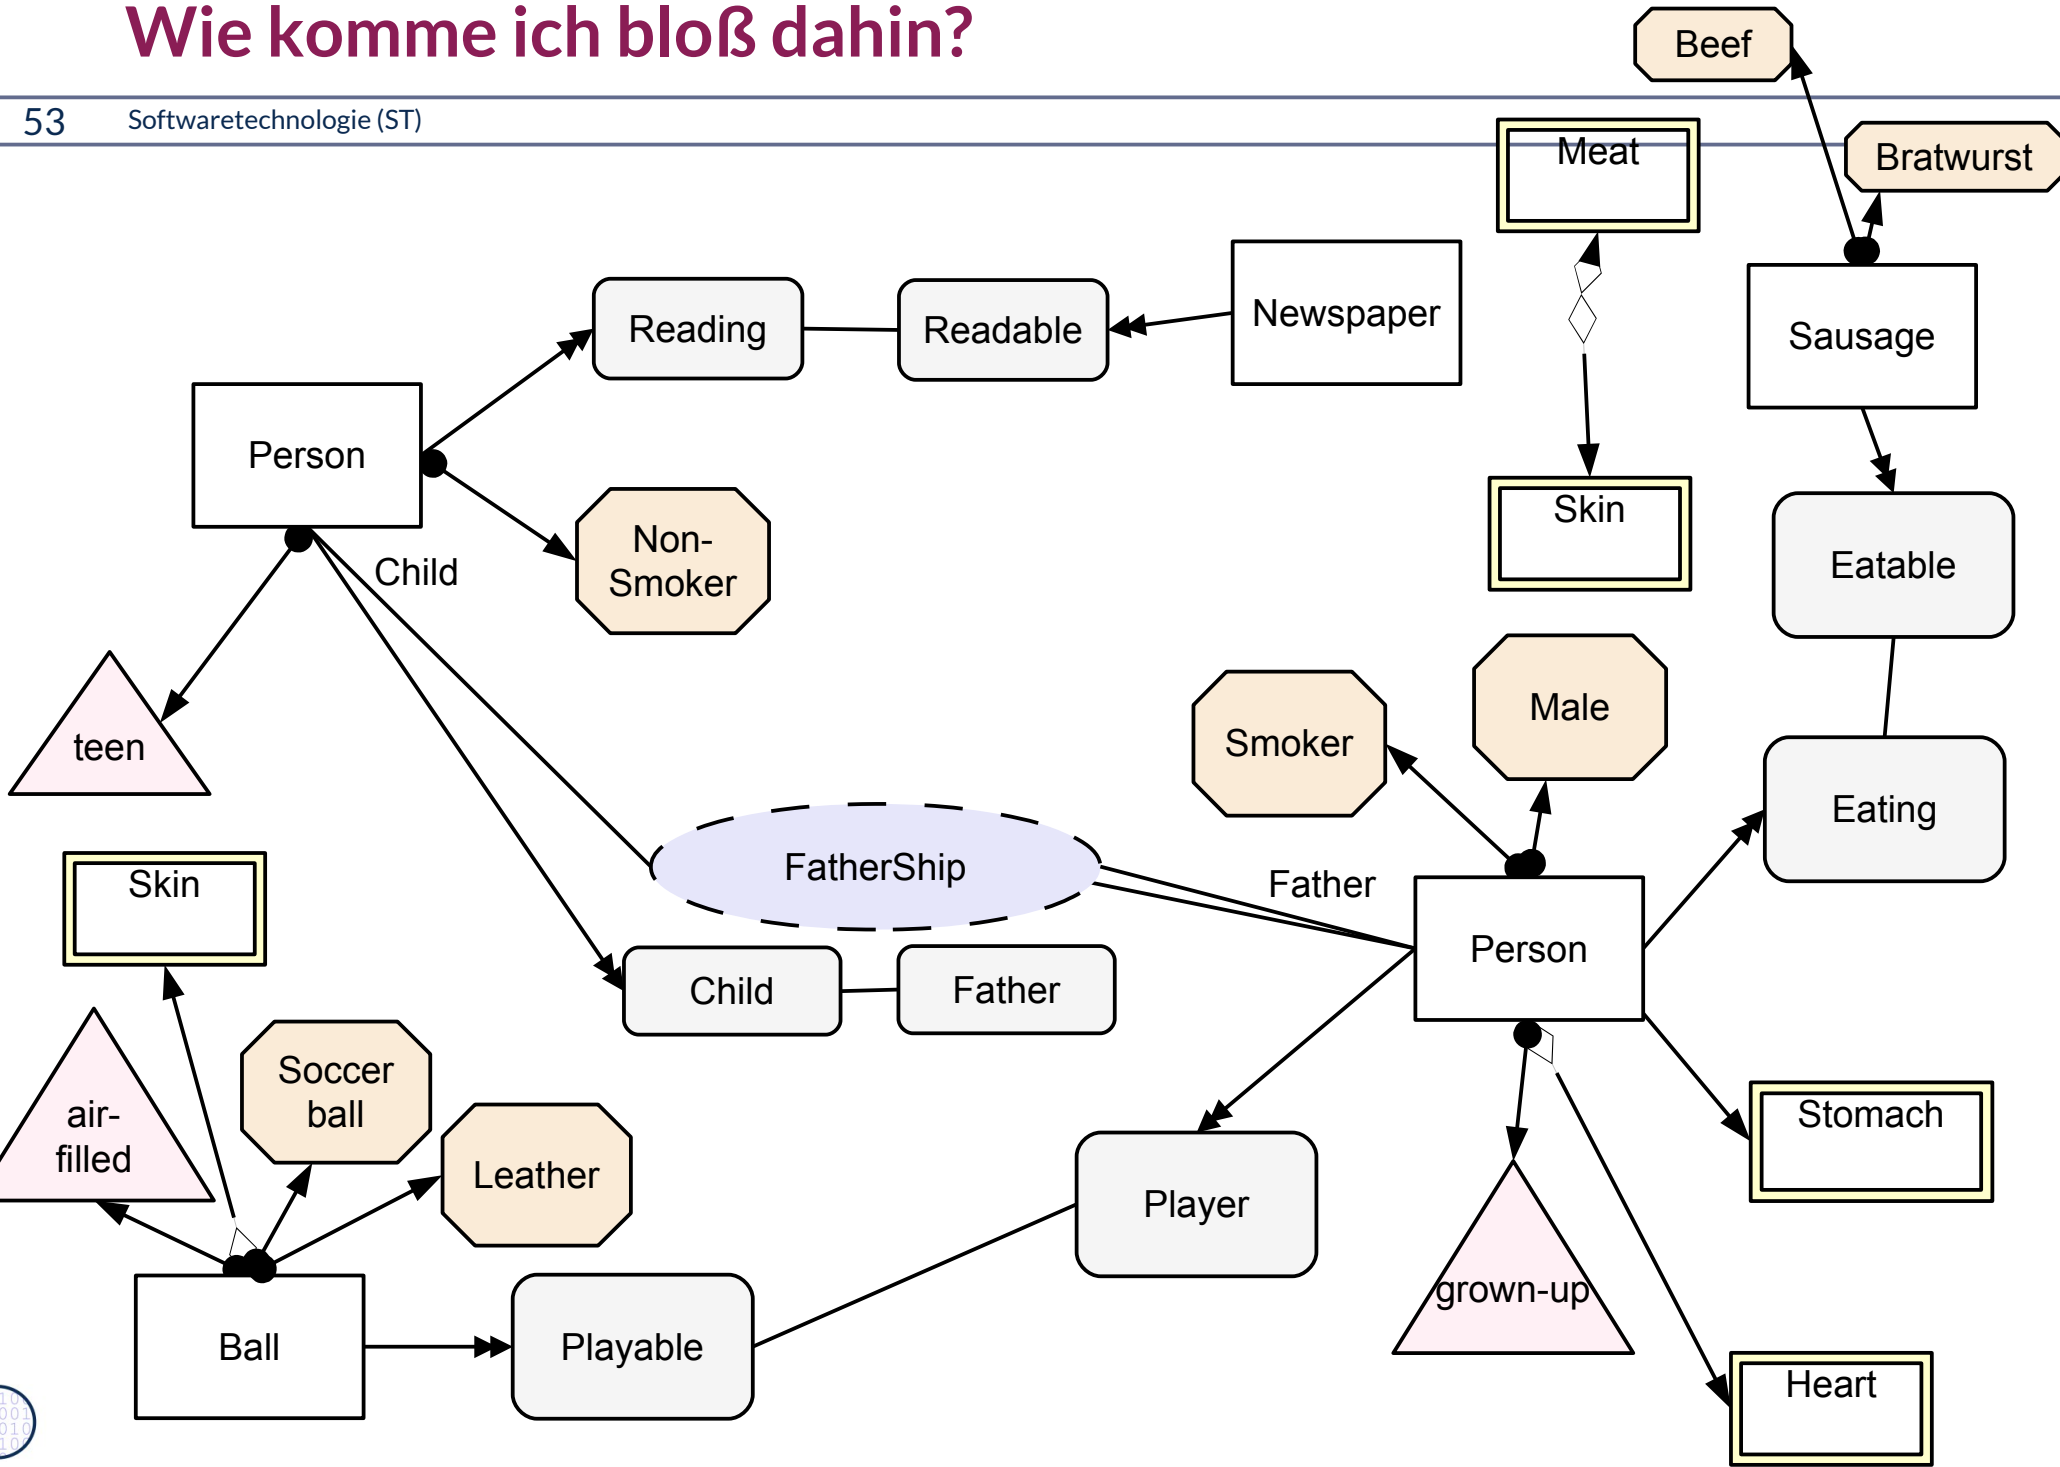 Wie komme ich bloß dahin?
Beef
53 Softwaretechnologie (ST)
Meat
Bratwurst
Reading
Readable
Newspaper
Sausage
Person
Skin
Non-
Smoker
Child
Eatable
Smoker
Male
teen
Eating
FatherShip
Father
Skin
Person
Child
Father
Soccer
ball
air-
filled
Leather
Stomach
Player
grown-up
Ball
Playable
Heart